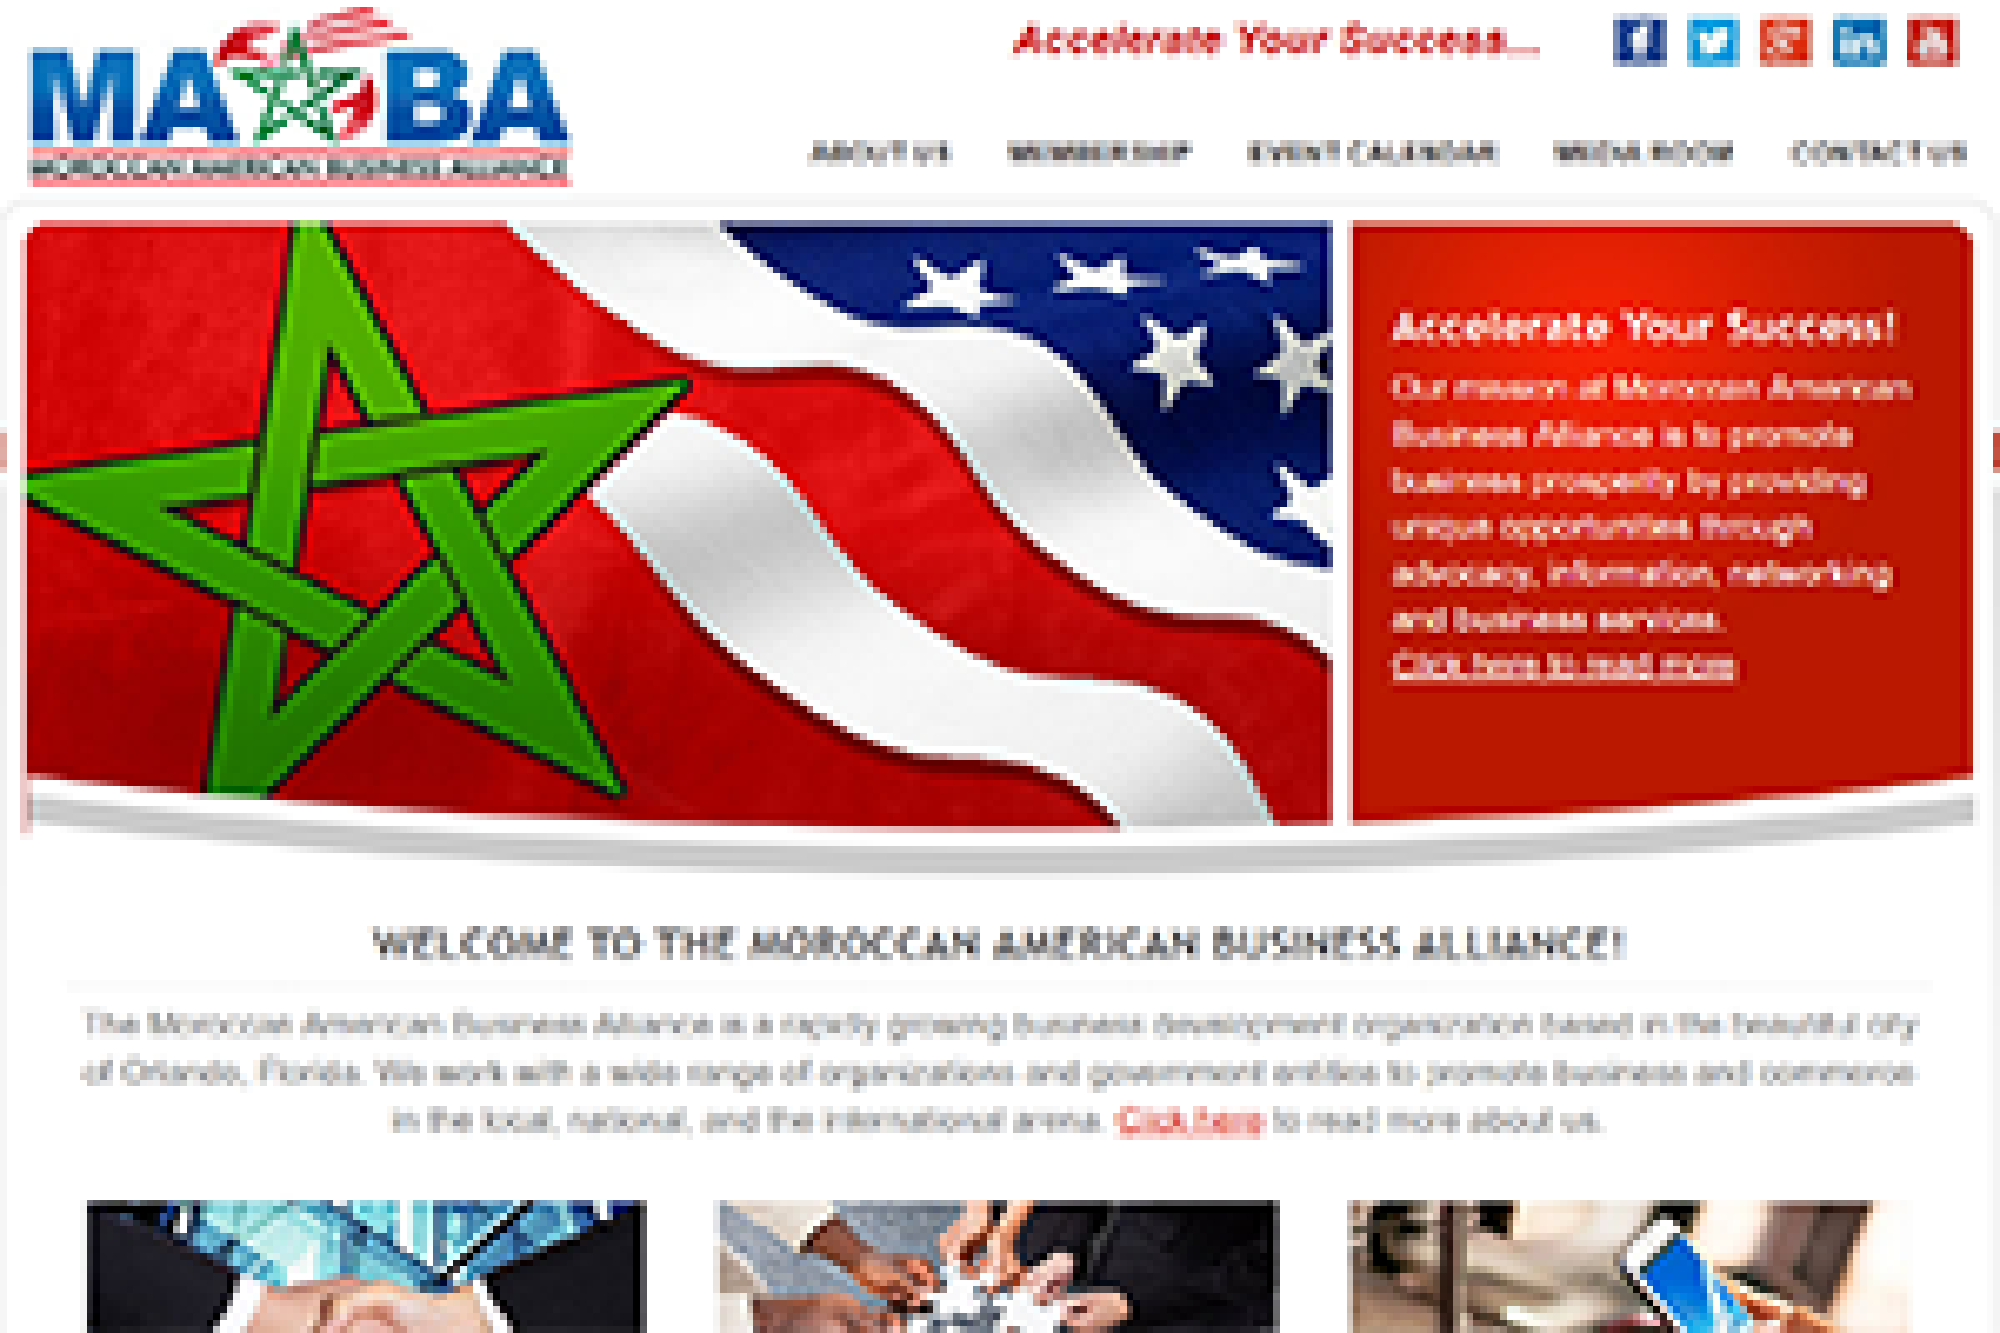 MA BA
MOROCCAN AMERICAN BUSINESS ALLIANCE
Accelerate Your Success...
ABOUT US MEMBERSHIP EVENT CALENDAR MEDIA ROOM CONTACT US
Accelerate Your Success!
Our mission at Moroccan American
Business Alliance is to promote
business prosperity by providing
unique opportunities through
advocacy, information, networking
and business services.
Click here to read more
WELCOME TO THE MOROCCAN AMERICAN BUSINESS ALLIANCE!
The Moroccan American Business Alliance is a rapidly growing business development organization based in the beautiful city
of Orlando, Florida. We work with a wide range of organizations and government entities to promote business and commerce
in the local, national, and the international arena. Click here to read more about us.